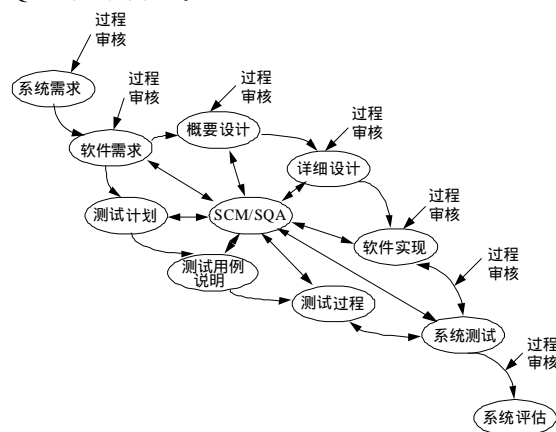 过程
审核
系统需求
过程
审核
过程
审核
概要设计
过程
审核
软件需求
详细设计
测试计划
SCM/SQA
过程
审核
软件实现
测试用例
说明
过程
审核
测试过程
系统测试
过程
审核
系统评估